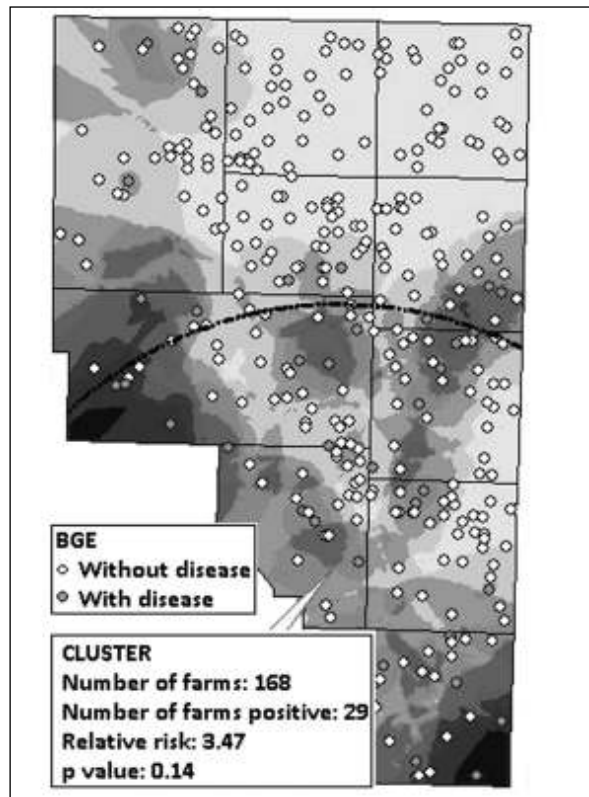 BGE
Without disease
With disease
CLUSTER
Number of farms: 168
Number of farms positive: 29
Relative risk: 3.47
p value: 0.14